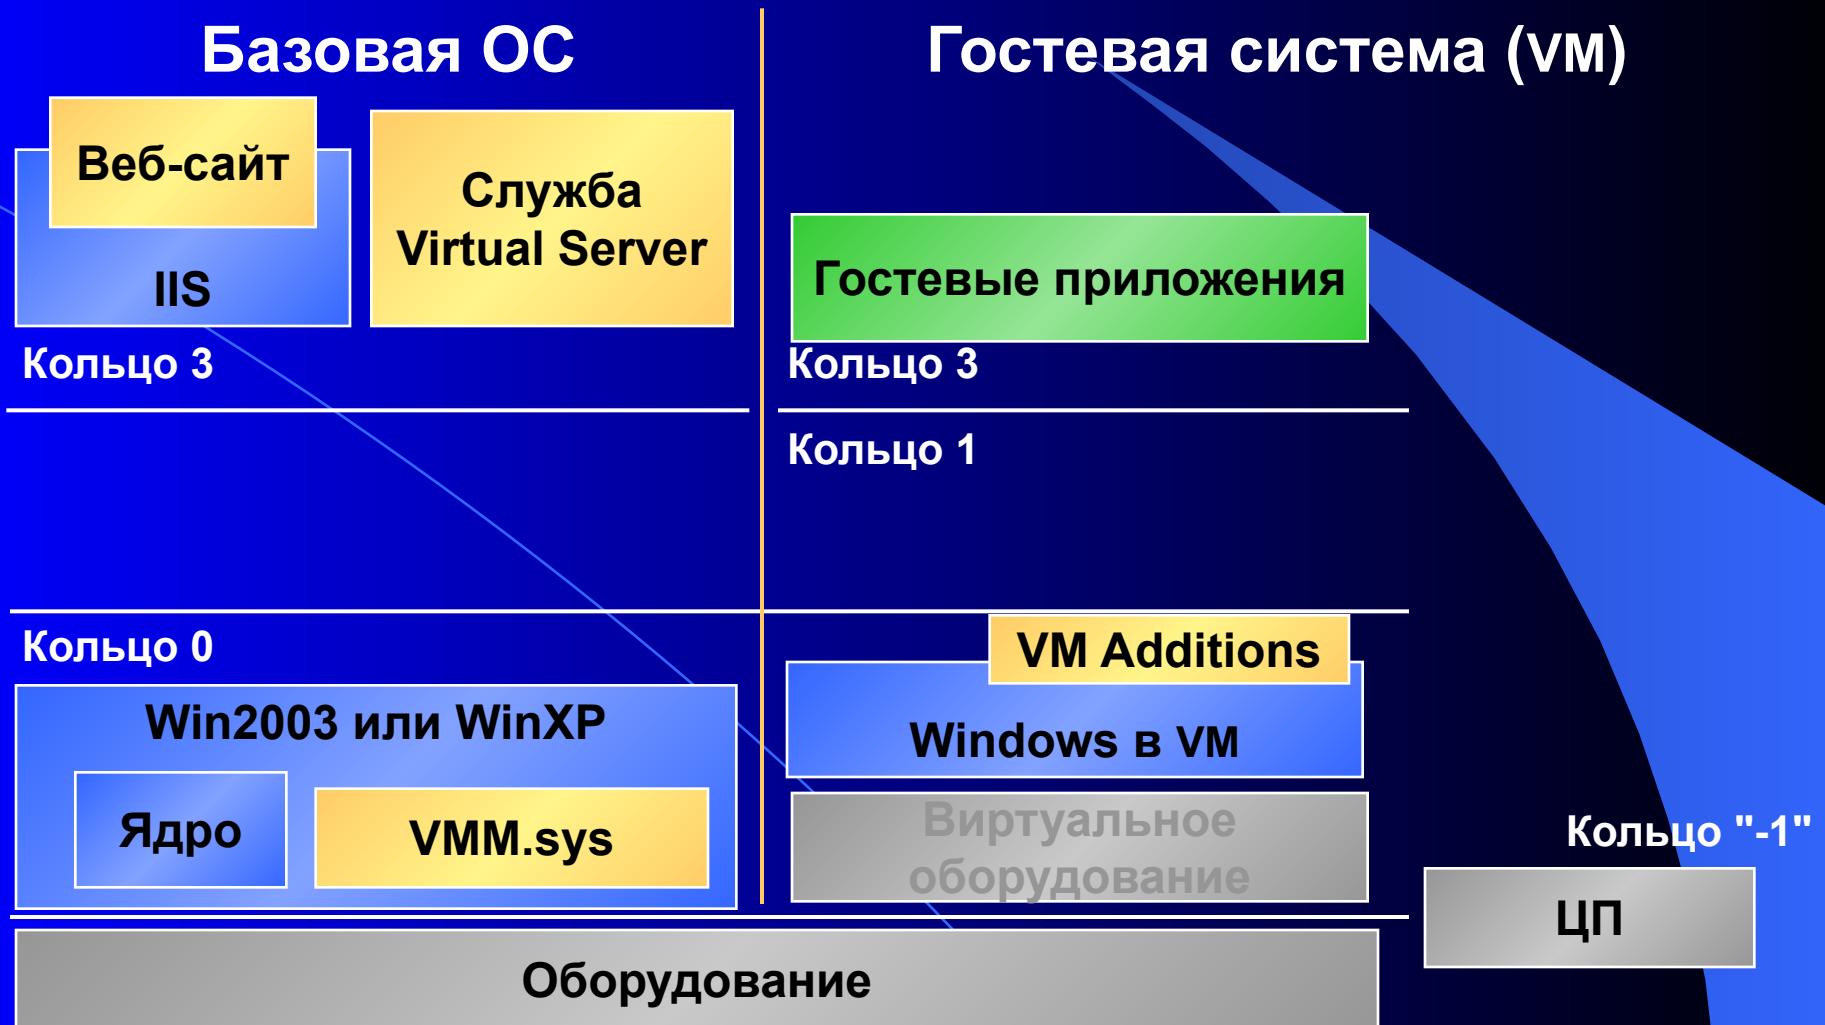 Базовая ОС
Гостевая система (VM)
Веб-сайт
IIS
Служба
Virtual Server
Гостевые приложения
Кольцо 3
Кольцо 3
Кольцо 1
Кольцо 0
VM Additions
Win2003 или WinXP
Windows в VM
Ядро
VMM.sys
Виртуальное
оборудование
Кольцо "-1"
ЦП
Оборудование